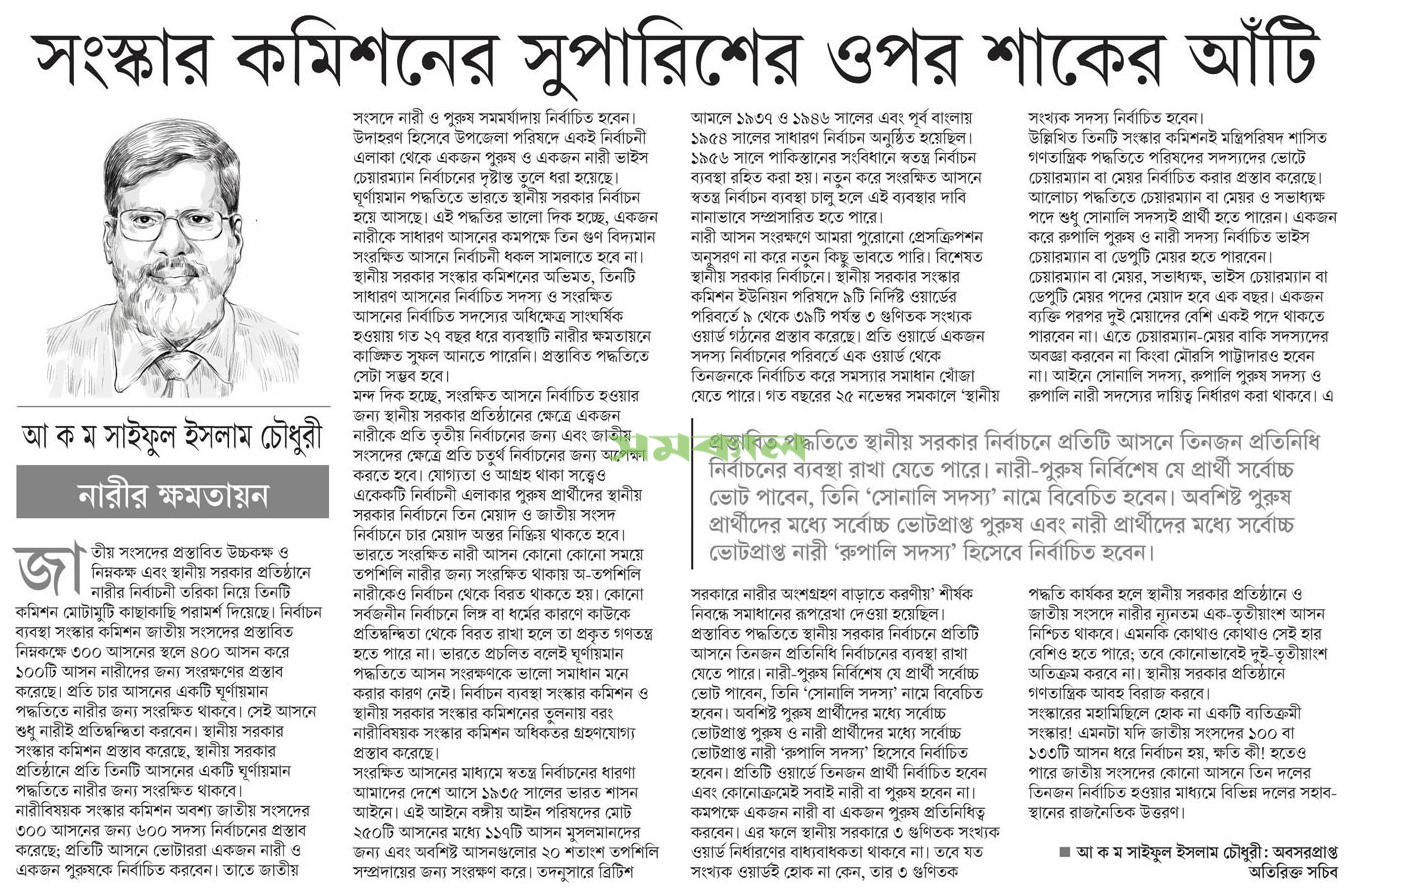 সংস্কার কমিশনের সুপারিশের ওপর শাকের আঁটি
আ ক ম সাইফুল ইসলাম চৌধুরী
নারীর ক্ষমতায়ন
জাতীয় সংসদের প্রস্তাবিত উচ্চকক্ষ ও
নিম্নকক্ষ এবং স্থানীয় সরকার প্রতিষ্ঠানে
নারীর নির্বাচনী তরিকা নিয়ে তিনটি
কমিশন মোটামুটি কাছাকাছি পরামর্শ দিয়েছে। নির্বাচন
ব্যবস্থা সংস্কার কমিশন জাতীয় সংসদের প্রস্তাবিত
নিম্নকক্ষে ৩০০ আসনের স্থলে ৪০০ আসন করে
১০০টি আসন নারীদের জন্য সংরক্ষণের প্রস্তাব
করেছে। প্রতি চার আসনের একটি ঘূর্ণায়মান
পদ্ধতিতে নারীর জন্য সংরক্ষিত থাকবে। সেই আসনে
শুধু নারীই প্রতিদ্বন্দ্বিতা করবেন। স্থানীয় সরকার
সংস্কার কমিশন প্রস্তাব করেছে, স্থানীয় সরকার
প্রতিষ্ঠানে প্রতি তিনটি আসনের একটি ঘূর্ণায়মান
পদ্ধতিতে নারীর জন্য সংরক্ষিত থাকবে।
নারীবিষয়ক সংস্কার কমিশন অবশ্য জাতীয় সংসদের
৩০০ আসনের জন্য ৬০০ সদস্য নির্বাচনের প্রস্তাব
করেছে; প্রতিটি আসনে ভোটাররা একজন নারী ও
একজন পুরুষকে নির্বাচিত করবেন। তাতে জাতীয়
সংসদে নারী ও পুরুষ সমমর্যাদায় নির্বাচিত হবেন।
উদাহরণ হিসেবে উপজেলা পরিষদে একই নির্বাচনী
এলাকা থেকে একজন পুরুষ ও একজন নারী ভাইস
চেয়ারম্যান নির্বাচনের দৃষ্টান্ত তুলে ধরা হয়েছে।
ঘূর্ণায়মান পদ্ধতিতে ভারতে স্থানীয় সরকার নির্বাচন
হয়ে আসছে। এই পদ্ধতির ভালো দিক হচ্ছে, একজন
নারীকে সাধারণ আসনের কমপক্ষে তিন গুণ বিদ্যমান
সংরক্ষিত আসনে নির্বাচনী ধকল সামলাতে হবে না।
স্থানীয় সরকার সংস্কার কমিশনের অভিমত, তিনটি
সাধারণ আসনের নির্বাচিত সদস্য ও সংরক্ষিত
আসনের নির্বাচিত সদস্যের অধিক্ষেত্র সাংঘর্ষিক
হওয়ায় গত ২৭ বছর ধরে ব্যবস্থাটি নারীর ক্ষমতায়নে
কাঙ্ক্ষিত সুফল আনতে পারেনি। প্রস্তাবিত পদ্ধতিতে
সেটা সম্ভব হবে।
মন্দ দিক হচ্ছে, সংরক্ষিত আসনে নির্বাচিত হওয়ার
জন্য স্থানীয় সরকার প্রতিষ্ঠানের ক্ষেত্রে একজন
নারীকে প্রতি তৃতীয় নির্বাচনের জন্য এবং জাতীয়
সংসদের ক্ষেত্রে প্রতি চতুর্থ নির্বাচনের জন্য অপেক্ষা
করতে হবে। যোগ্যতা ও আগ্রহ থাকা সত্ত্বেও
একেকটি নির্বাচনী এলাকার পুরুষ প্রার্থীদের স্থানীয়
সরকার নির্বাচনে তিন মেয়াদ ও জাতীয় সংসদ
নির্বাচনে চার মেয়াদ অন্তর নিষ্ক্রিয় থাকতে হবে।
ভারতে সংরক্ষিত নারী আসন কোনো কোনো সময়ে
তপশিলি নারীর জন্য সংরক্ষিত থাকায় অ-তপশিলি
নারীকেও নির্বাচন থেকে বিরত থাকতে হয়। কোনো
সর্বজনীন নির্বাচনে লিঙ্গ বা ধর্মের কারণে কাউকে
প্রতিদ্বন্দ্বিতা থেকে বিরত রাখা হলে তা প্রকৃত গণতন্ত্র
হতে পারে না। ভারতে প্রচলিত বলেই ঘূর্ণায়মান
পদ্ধতিতে আসন সংরক্ষণকে ভালো সমাধান মনে
করার কারণ নেই। নির্বাচন ব্যবস্থা সংস্কার কমিশন ও
স্থানীয় সরকার সংস্কার কমিশনের তুলনায় বরং
নারীবিষয়ক সংস্কার কমিশন অধিকতর গ্রহণযোগ্য
প্রস্তাব করেছে।
সংরক্ষিত আসনের মাধ্যমে স্বতন্ত্র নির্বাচনের ধারণা
আমাদের দেশে আসে ১৯৩৫ সালের ভারত শাসন
আইনে। এই আইনে বঙ্গীয় আইন পরিষদের মোট
২৫০টি আসনের মধ্যে ১১৭টি আসন মুসলমানদের
জন্য এবং অবশিষ্ট আসনগুলোর ২০ শতাংশ তপশিলি
সম্প্রদায়ের জন্য সংরক্ষণ করে। তদনুসারে ব্রিটিশ
আমলে ১৯৩৭ ও ১৯৪৬ সালের এবং পূর্ব বাংলায়
১৯৫৪ সালের সাধারণ নির্বাচন অনুষ্ঠিত হয়েছিল।
১৯৫৬ সালে পাকিস্তানের সংবিধানে স্বতন্ত্র নির্বাচন
ব্যবস্থা রহিত করা হয়। নতুন করে সংরক্ষিত আসনে
স্বতন্ত্র নির্বাচন ব্যবস্থা চালু হলে এই ব্যবস্থার দাবি
নানাভাবে সম্প্রসারিত হতে পারে।
নারী আসন সংরক্ষণে আমরা পুরোনো প্রেসক্রিপশন
অনুসরণ না করে নতুন কিছু ভাবতে পারি। বিশেষত
স্থানীয় সরকার নির্বাচনে। স্থানীয় সরকার সংস্কার
কমিশন ইউনিয়ন পরিষদে ৯টি নির্দিষ্ট ওয়ার্ডের
পরিবর্তে ৯ থেকে ৩৯টি পর্যন্ত ৩ গুণিতক সংখ্যক
ওয়ার্ড গঠনের প্রস্তাব করেছে। প্রতি ওয়ার্ডে একজন
সদস্য নির্বাচনের পরিবর্তে এক ওয়ার্ড থেকে
তিনজনকে নির্বাচিত করে সমস্যার সমাধান খোঁজা
যেতে পারে। গত বছরের ২৫ নভেম্বর সমকালে ‘স্থানীয়
সমকাল
প্রস্তাবিত পদ্ধতিতে স্থানীয় সরকার নির্বাচনে প্রতিটি আসনে তিনজন প্রতিনিধি
নির্বাচনের ব্যবস্থা রাখা যেতে পারে। নারী-পুরুষ নির্বিশেষ যে প্রার্থী সর্বোচ্চ
ভোট পাবেন, তিনি ‘সোনালি সদস্য’ নামে বিবেচিত হবেন। অবশিষ্ট পুরুষ
প্রার্থীদের মধ্যে সর্বোচ্চ ভোটপ্রাপ্ত পুরুষ এবং নারী প্রার্থীদের মধ্যে সর্বোচ্চ
ভোটপ্রাপ্ত নারী ‘রুপালি সদস্য’ হিসেবে নির্বাচিত হবেন।
সরকারে নারীর অংশগ্রহণ বাড়াতে করণীয়’ শীর্ষক
নিবন্ধে সমাধানের রূপরেখা দেওয়া হয়েছিল।
প্রস্তাবিত পদ্ধতিতে স্থানীয় সরকার নির্বাচনে প্রতিটি
আসনে তিনজন প্রতিনিধি নির্বাচনের ব্যবস্থা রাখা
যেতে পারে। নারী-পুরুষ নির্বিশেষ যে প্রার্থী সর্বোচ্চ
ভোট পাবেন, তিনি ‘সোনালি সদস্য’ নামে বিবেচিত
হবেন। অবশিষ্ট পুরুষ প্রার্থীদের মধ্যে সর্বোচ্চ
ভোটপ্রাপ্ত পুরুষ ও নারী প্রার্থীদের মধ্যে সর্বোচ্চ
ভোটপ্রাপ্ত নারী ‘রুপালি সদস্য’ হিসেবে নির্বাচিত
হবেন। প্রতিটি ওয়ার্ডে তিনজন প্রার্থী নির্বাচিত হবেন
এবং কোনোক্রমেই সবাই নারী বা পুরুষ হবেন না।
কমপক্ষে একজন নারী বা একজন পুরুষ প্রতিনিধিত্ব
করবেন। এর ফলে স্থানীয় সরকারে ৩ গুণিতক সংখ্যক
ওয়ার্ড নির্ধারণের বাধ্যবাধকতা থাকবে না। তবে যত
সংখ্যক ওয়ার্ডই হোক না কেন, তার ৩ গুণিতক
সংখ্যক সদস্য নির্বাচিত হবেন।
উল্লিখিত তিনটি সংস্কার কমিশনই মন্ত্রিপরিষদ শাসিত
গণতান্ত্রিক পদ্ধতিতে পরিষদের সদস্যদের ভোটে
চেয়ারম্যান বা মেয়র নির্বাচিত করার প্রস্তাব করেছে।
আলোচ্য পদ্ধতিতে চেয়ারম্যান বা মেয়র ও সভাধ্যক্ষ
পদে শুধু সোনালি সদস্যই প্রার্থী হতে পারেন। একজন
করে রুপালি পুরুষ ও নারী সদস্য নির্বাচিত ভাইস
চেয়ারম্যান বা ডেপুটি মেয়র হতে পারবেন।
চেয়ারম্যান বা মেয়র, সভাধ্যক্ষ, ভাইস চেয়ারম্যান বা
ডেপুটি মেয়র পদের মেয়াদ হবে এক বছর। একজন
ব্যক্তি পরপর দুই মেয়াদের বেশি একই পদে থাকতে
পারবেন না। এতে চেয়ারম্যান-মেয়র বাকি সদস্যদের
অবজ্ঞা করবেন না কিংবা মৌরসি পাট্টাদারও হবেন
না। আইনে সোনালি সদস্য, রুপালি পুরুষ সদস্য ও
রুপালি নারী সদস্যের দায়িত্ব নির্ধারণ করা থাকবে। এ
পদ্ধতি কার্যকর হলে স্থানীয় সরকার প্রতিষ্ঠানে ও
জাতীয় সংসদে নারীর ন্যূনতম এক-তৃতীয়াংশ আসন
নিশ্চিত থাকবে। এমনকি কোথাও কোথাও সেই হার
বেশিও হতে পারে; তবে কোনোভাবেই দুই-তৃতীয়াংশ
অতিক্রম করবে না। স্থানীয় সরকার প্রতিষ্ঠানে
গণতান্ত্রিক আবহ বিরাজ করবে।
সংস্কারের মহামিছিলে হোক না একটি ব্যতিক্রমী
সংস্কার! এমনটা যদি জাতীয় সংসদের ১০০ বা
১৩৩টি আসন ধরে নির্বাচন হয়, ক্ষতি কী! হতেও
পারে জাতীয় সংসদের কোনো আসনে তিন দলের
তিনজন নির্বাচিত হওয়ার মাধ্যমে বিভিন্ন দলের সহাব-
স্থানের রাজনৈতিক উত্তরণ।
■ আ ক ম সাইফুল ইসলাম চৌধুরী: অবসরপ্রাপ্ত
অতিরিক্ত সচিব